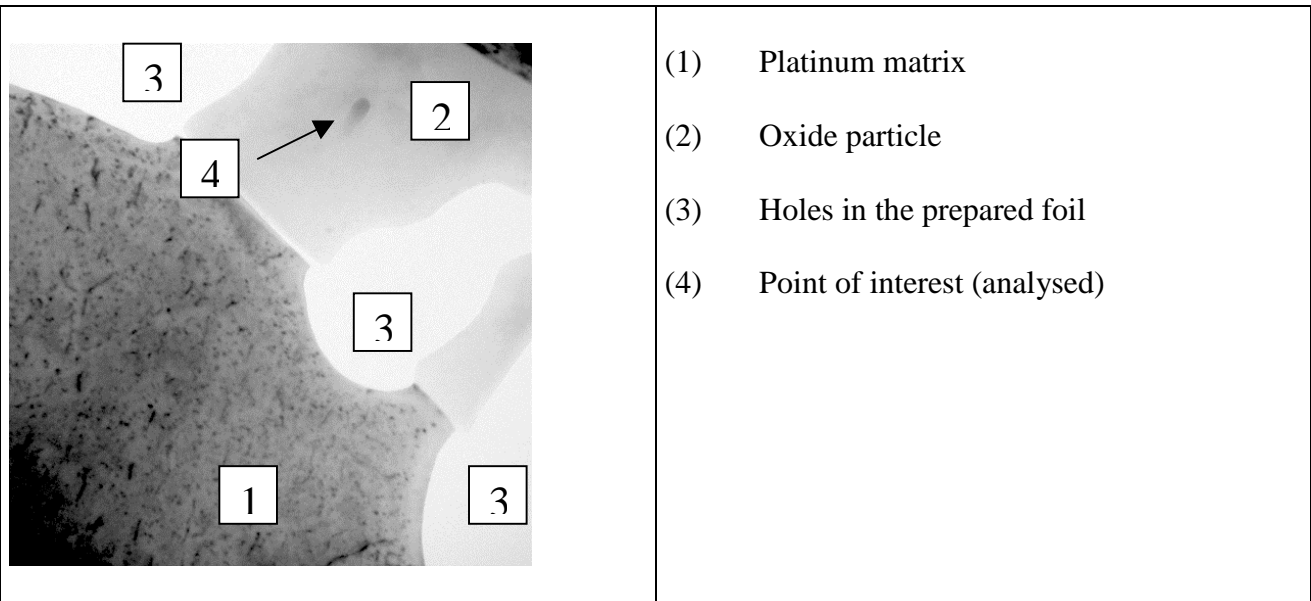 3
2
4
3
1
3
(1) Platinum matrix
(2) Oxide particle
(3) Holes in the prepared foil
(4) Point of interest (analysed)